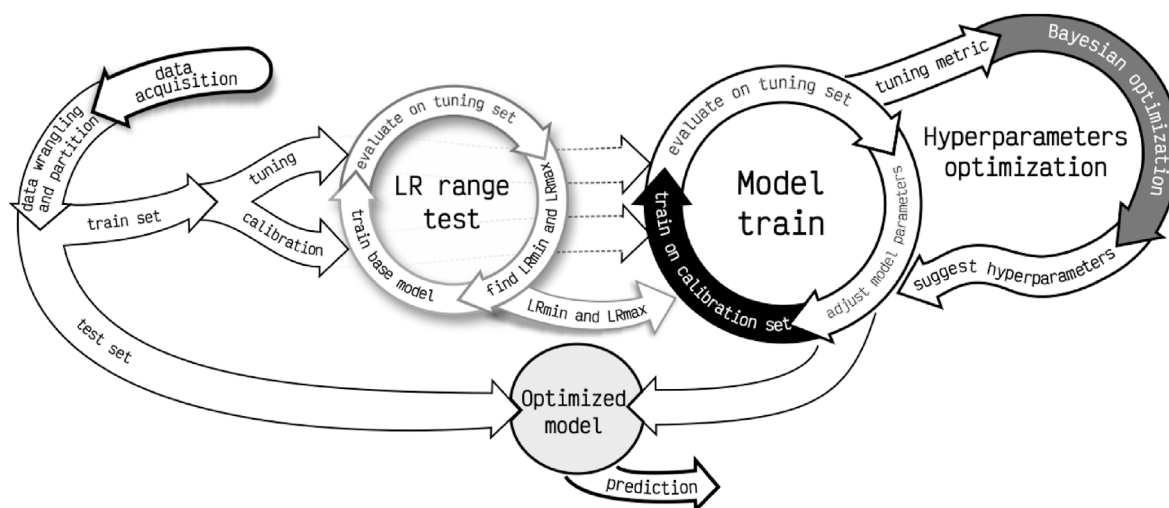 data
acquisition
data wrangling
and partition
train set
tuning
calibration
test set
evaluate on tuning set
find LRmin and LRmax
train base model
LR range
test
LRmin and LRmax
evaluate on tuning set
adjust model parameters
train on calibration set
Model
train
tuning metric
Bayesian optimization
Hyperparameters
optimization
suggest hyperparameters
Optimized
model
prediction